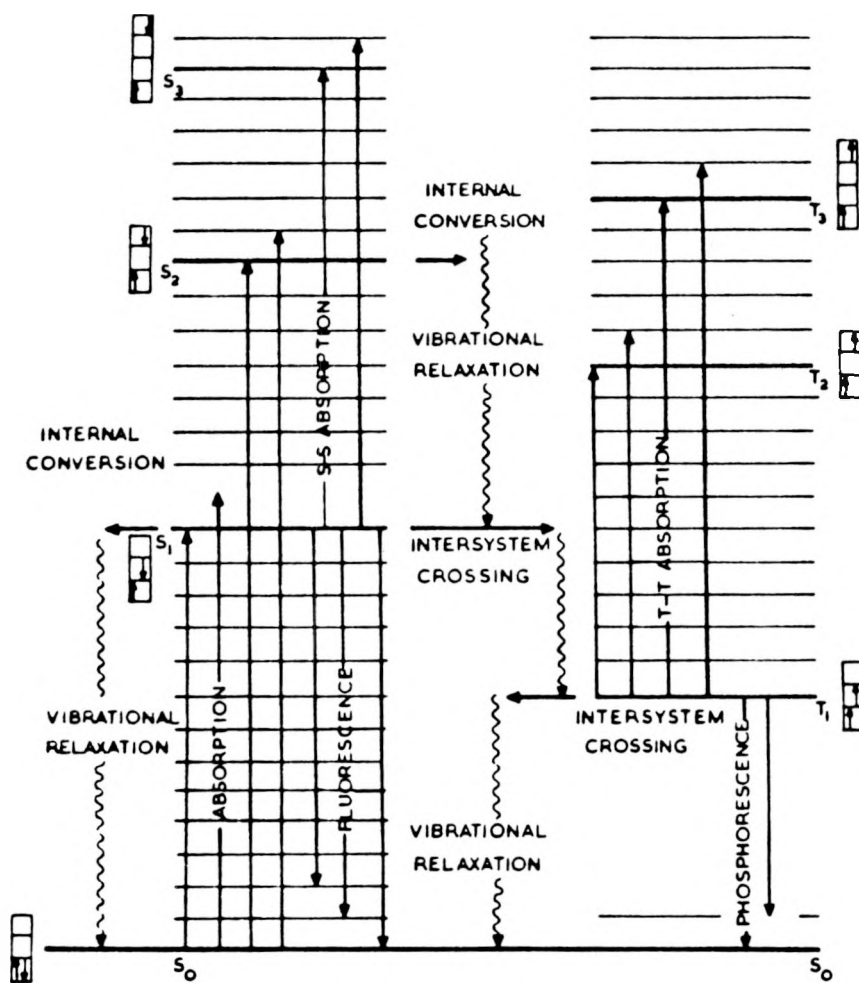 S3
INTERNAL
CONVERSION
T3
S2
S-S ABSORPTION
VIBRATIONAL
RELAXATION
T2
INTERNAL
CONVERSION
T-T ABSORPTION
S1
INTERSYSTEM
CROSSING
ABSORPTION
FLUORESCENCE
VIBRATIONAL
RELAXATION
T1
INTERSYSTEM
CROSSING
PHOSPHORESCENCE
VIBRATIONAL
RELAXATION
S0
S0